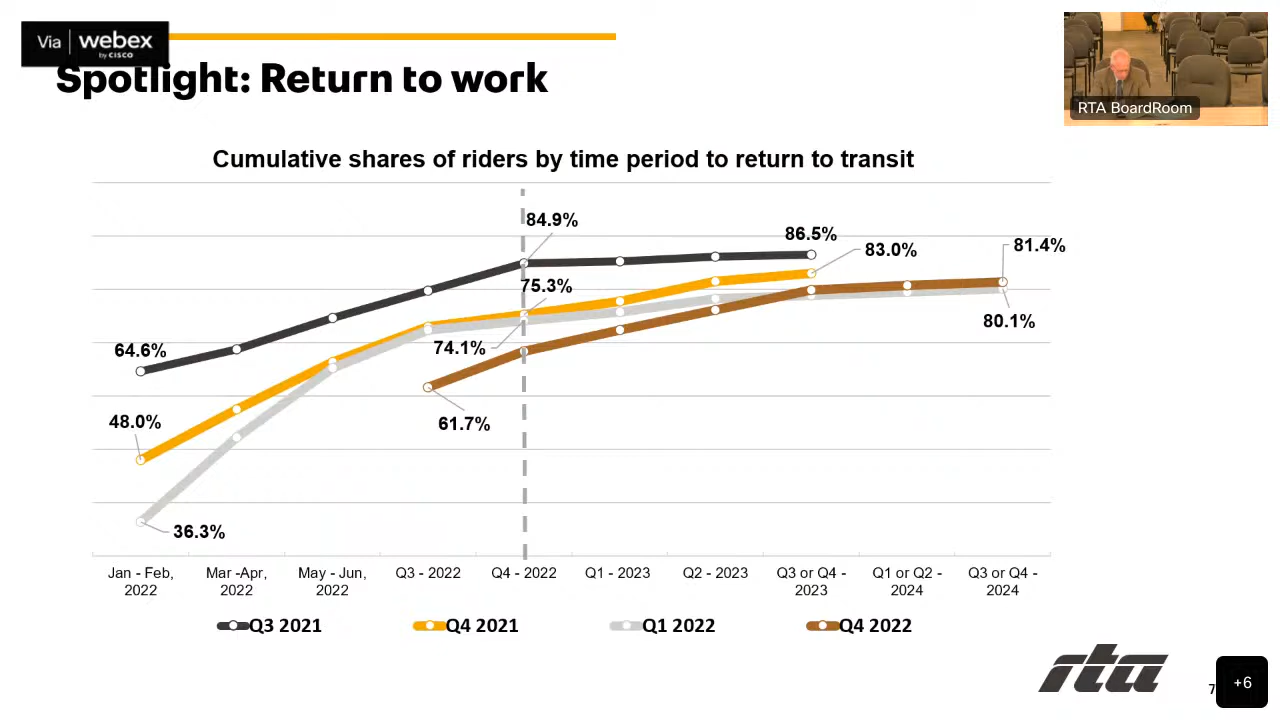 Via webex
by CISCO
Spotlight: Return to work
RTA BoardRoom
Cumulative shares of riders by time period to return to transit
84.9%
86.5%
81.4%
83.0%
75.3%
64.6%
74.1%
80.1%
48.0%
61.7%
36.3%
Jan - Feb,
2022
Mar -Apr,
2022
May - Jun,
2022
Q3 - 2022
Q4 - 2022
Q1 - 2023
Q2 - 2023
Q3 or Q4 -
2023
Q1 or Q2 -
2024
Q3 or Q4 -
2024
Q3 2021
Q4 2021
Q1 2022
Q4 2022
rta
7
+6